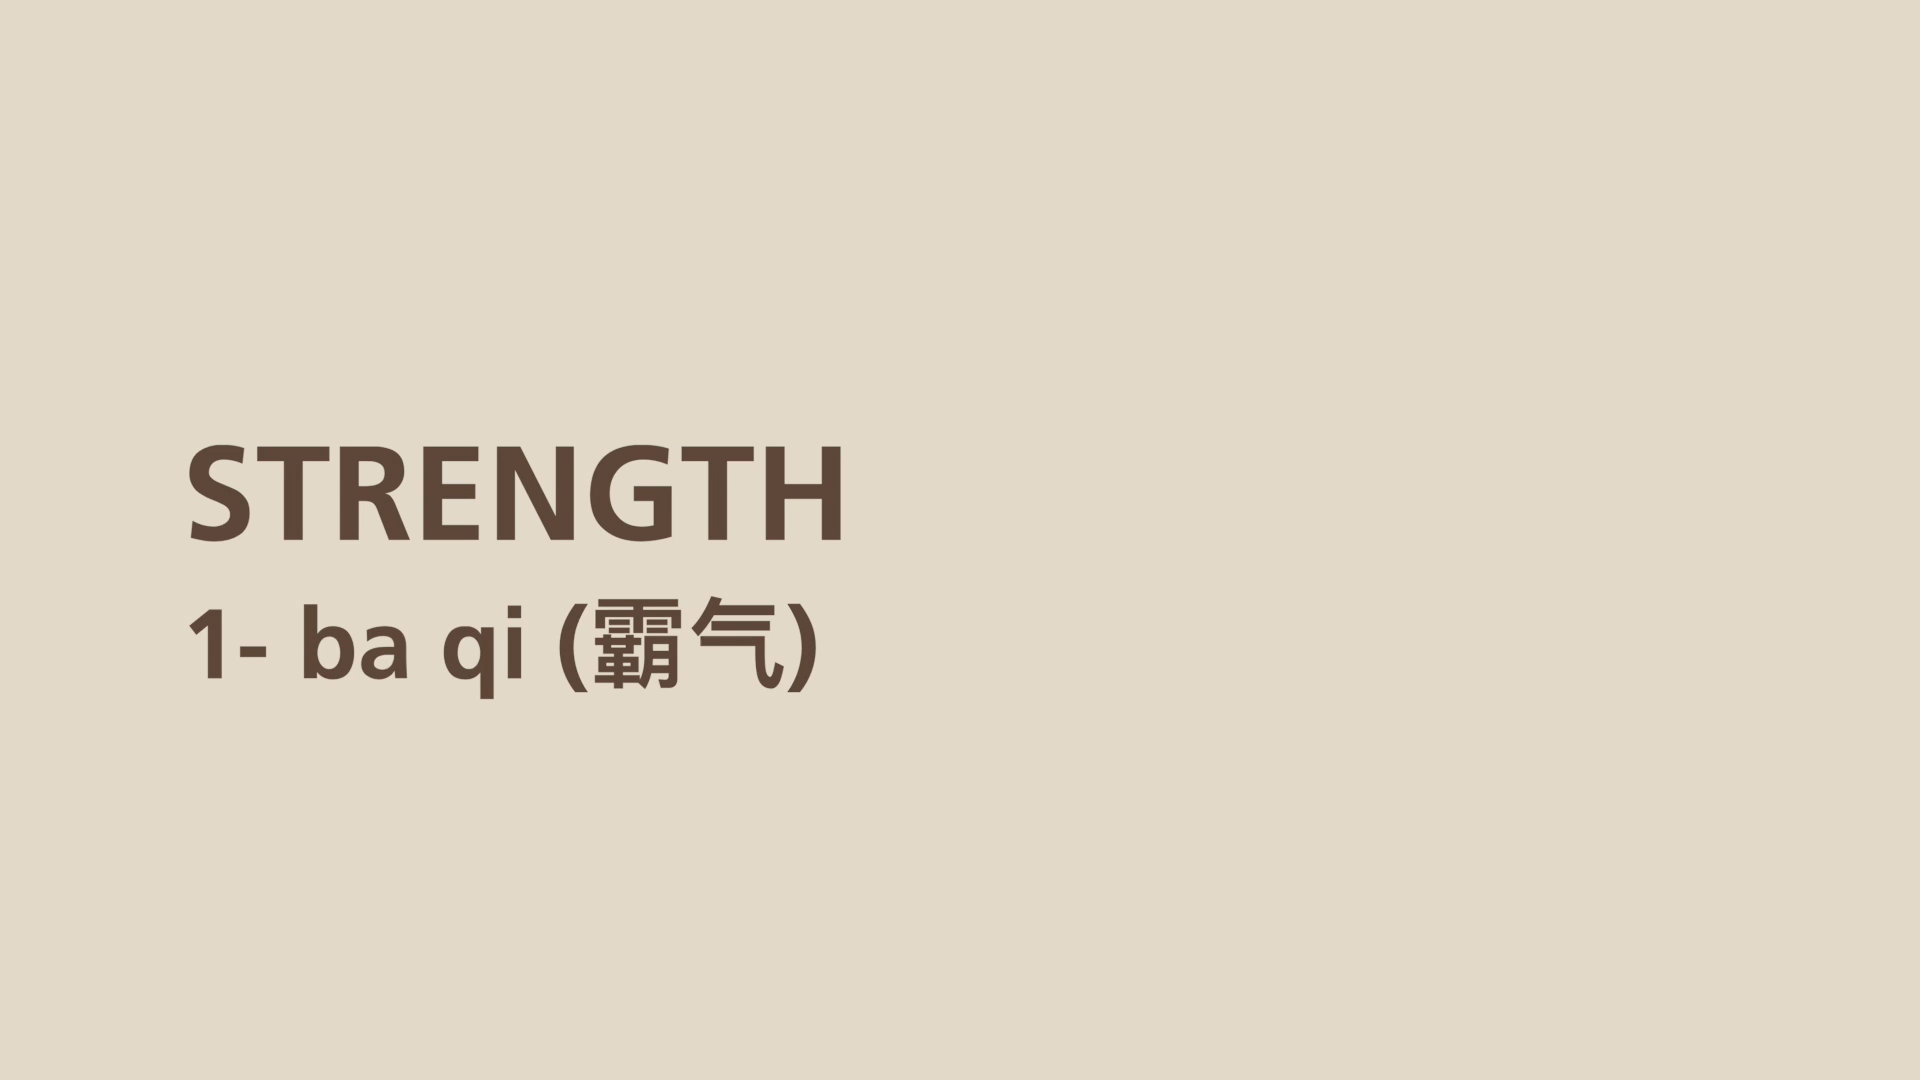 STRENGTH
1- ba qi (霸气)